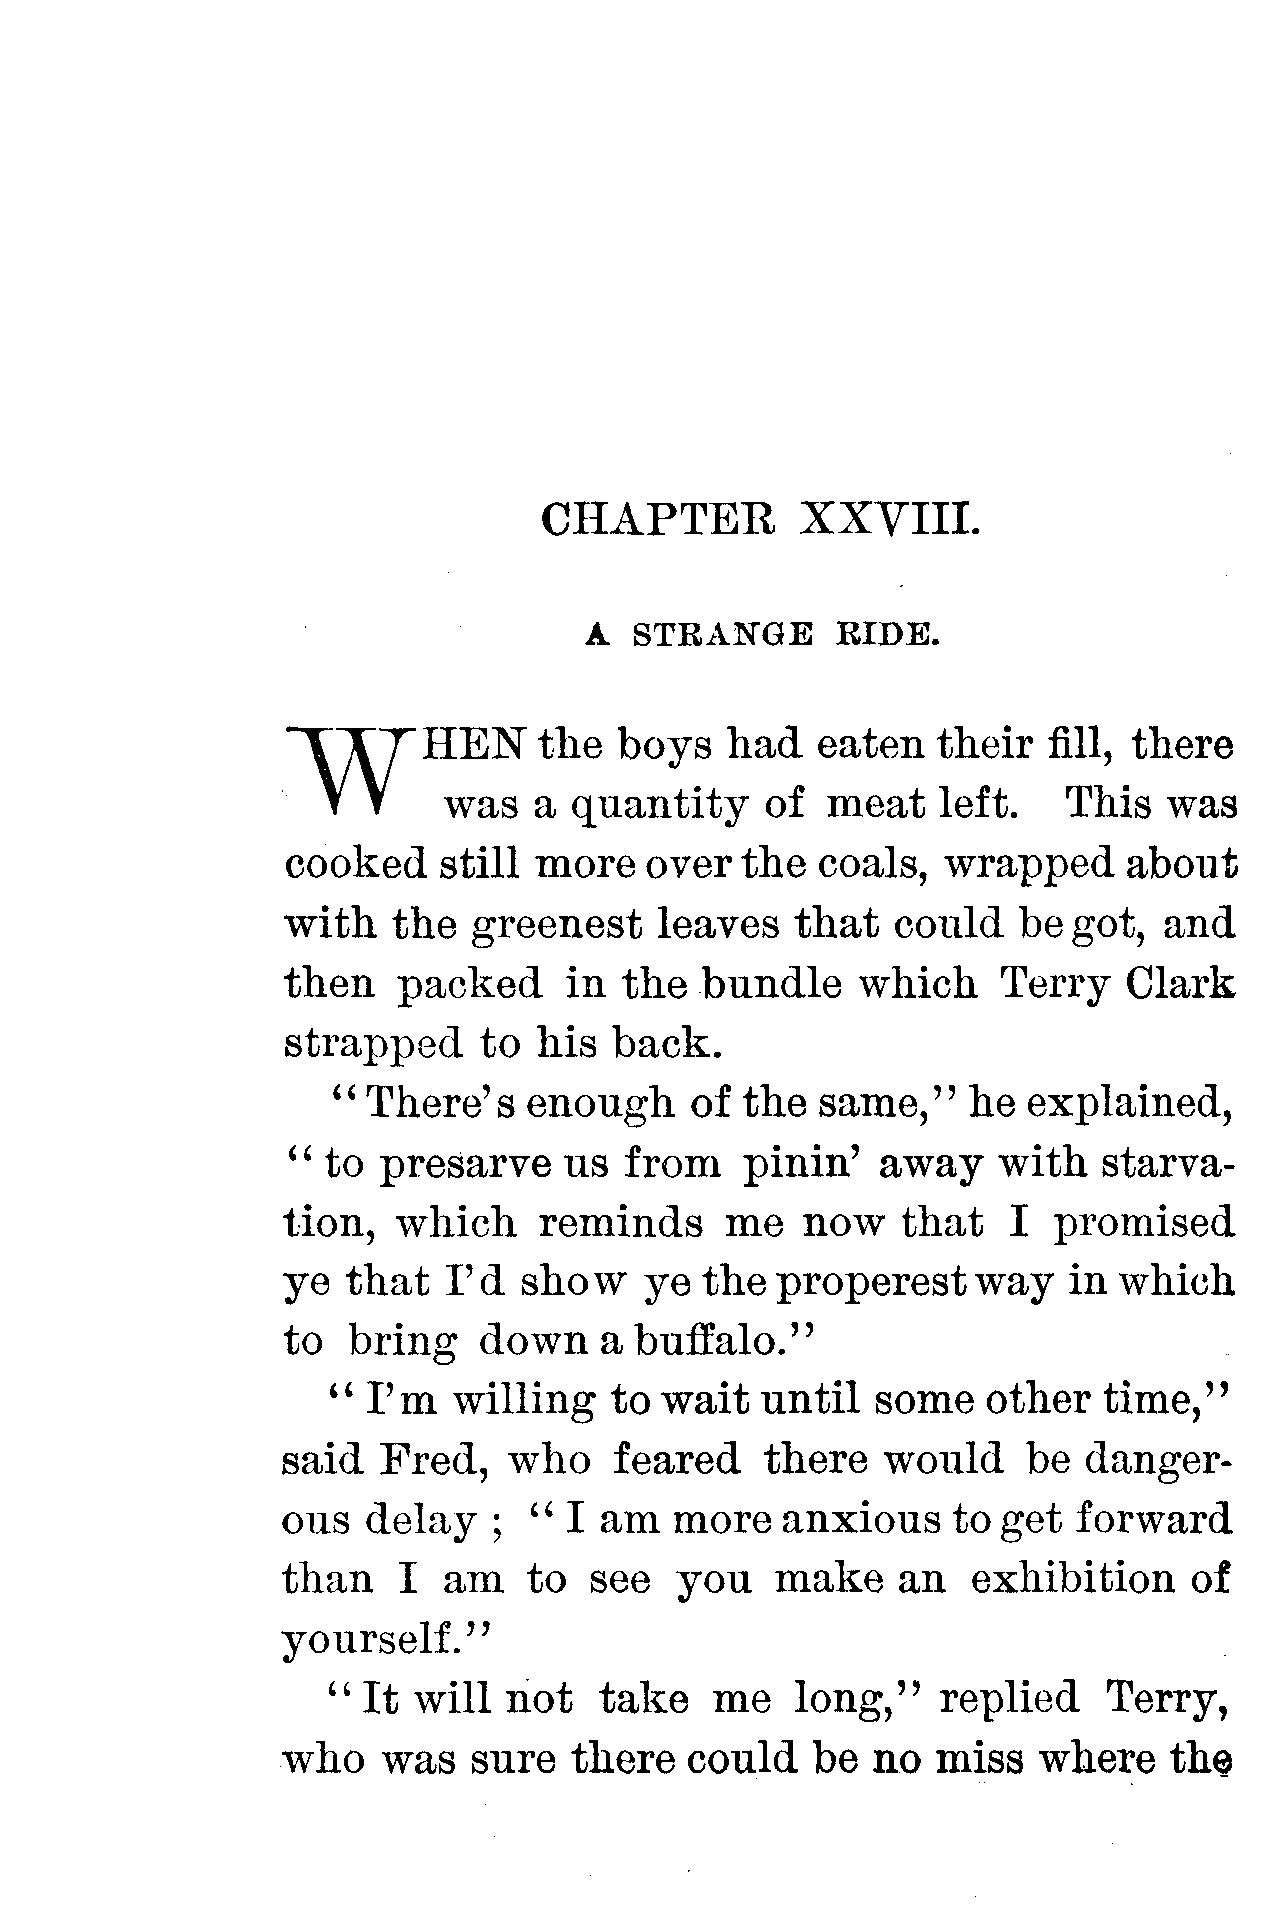 CHAPTER XXVIII.
A STRANGE RIDE.
WHEN the boys had eaten their fill, there
was a quantity of meat left. This was
cooked still more over the coals, wrapped about
with the greenest leaves that could be got, and
then packed in the bundle which Terry Clark
strapped to his back.
"There's enough of the same," he explained,
"to presarve us from pinin' away with starva-
tion, which reminds me now that I promised
ye that I'd show ye the properest way in which
to bring down a buffalo."
"I'm willing to wait until some other time,"
said Fred, who feared there would be danger-
ous delay; "I am more anxious to get forward
than I am to see you make an exhibition of
yourself."
"It will not take me long," replied Terry,
who was sure there could be no miss where the